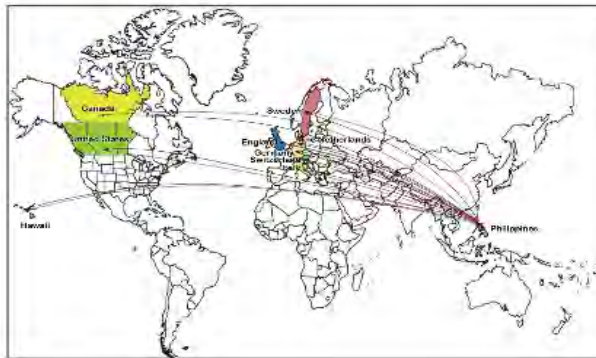 Canada
Sweden
United States
England
Netherlands
Germany
Switzerland
Italy
Hawaii
Philippines